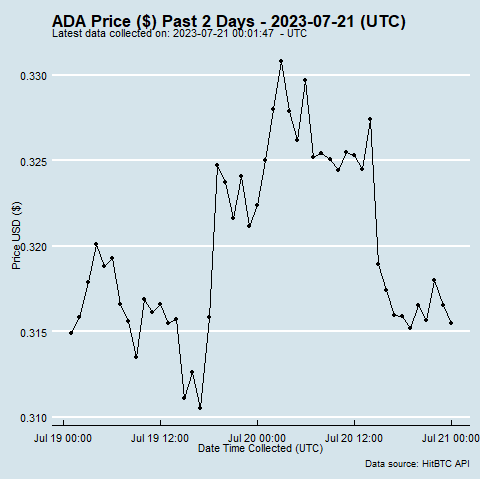 ADA Price ($) Past 2 Days - 2023-07-21 (UTC)
Latest data collected on: 2023-07-21 00:01:47 - UTC
0.330
0.325
0.320
0.315
0.310
Price USD ($)
Jul 19 00:00 Jul 19 12:00 Jul 20 00:00 Jul 20 12:00 Jul 21 00:00
Date Time Collected (UTC)
Data source: HitBTC API